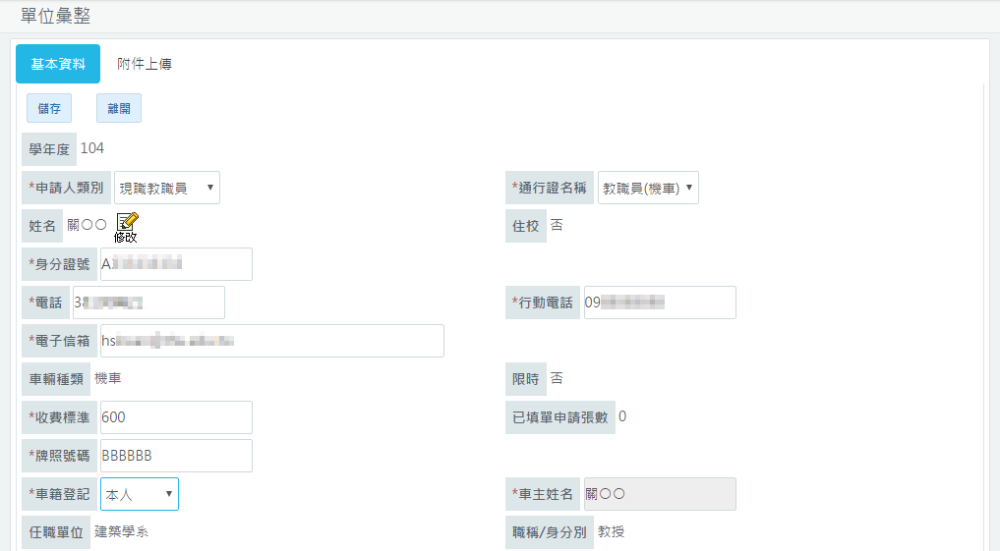 單位彙整
基本資料 附件上傳
儲存 離開
學年度 104
*申請人類別 現職教職員 *通行證名稱 教職員(機車)
姓名 關〇〇 修改 住校 否
*身分證號 A
*電話 3 *行動電話 09
*電子信箱 hs
車輛種類 機車 限時 否
*收費標準 600 已填單申請張數 0
*牌照號碼 BBBBBB
*車籍登記 本人 *車主姓名 關〇〇
任職單位 建築學系 職稱/身分別 教授